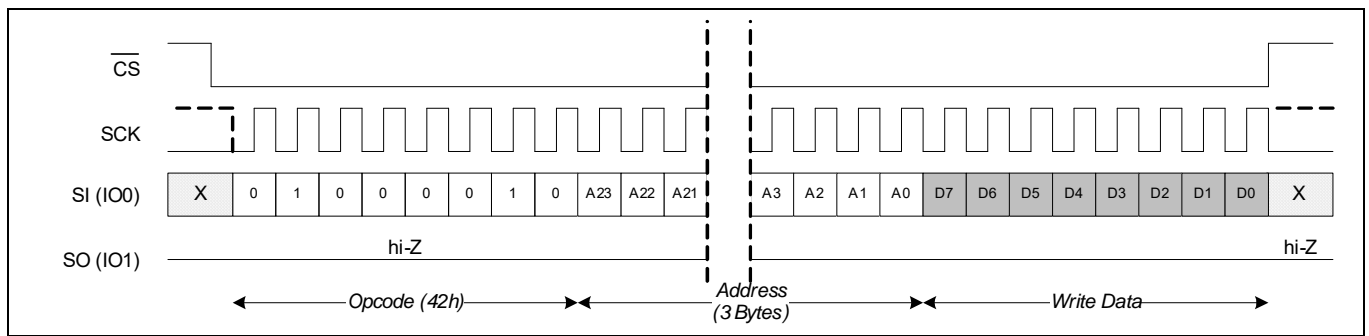 CS
SCK
SI (IO0) X 0 1 0 0 0 0 1 0 A23 A22 A21 A3 A2 A1 A0 D7 D6 D5 D4 D3 D2 D1 D0 X
hi-Z hi-Z
SO (IO1)
Opcode (42h) Address (3 Bytes) Write Data